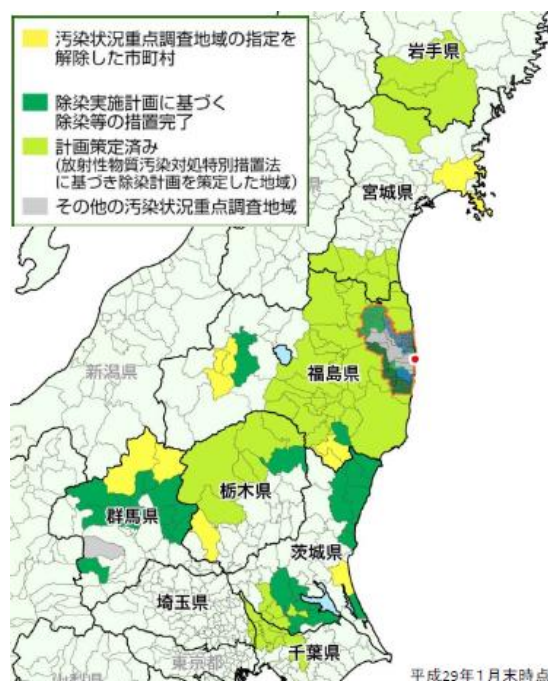 汚染状況重点調査地域の指定を
解除した市町村
除染実施計画に基づく
除染等の措置完了
計画策定済み
(放射性物質汚染対処特別措置法
に基づき除染計画を策定した地域)
その他の汚染状況重点調査地域
岩手県
宮城県
新潟県
福島県
栃木県
群馬県
茨城県
埼玉県
東京都
千葉県
山梨県
平成29年1月末時点